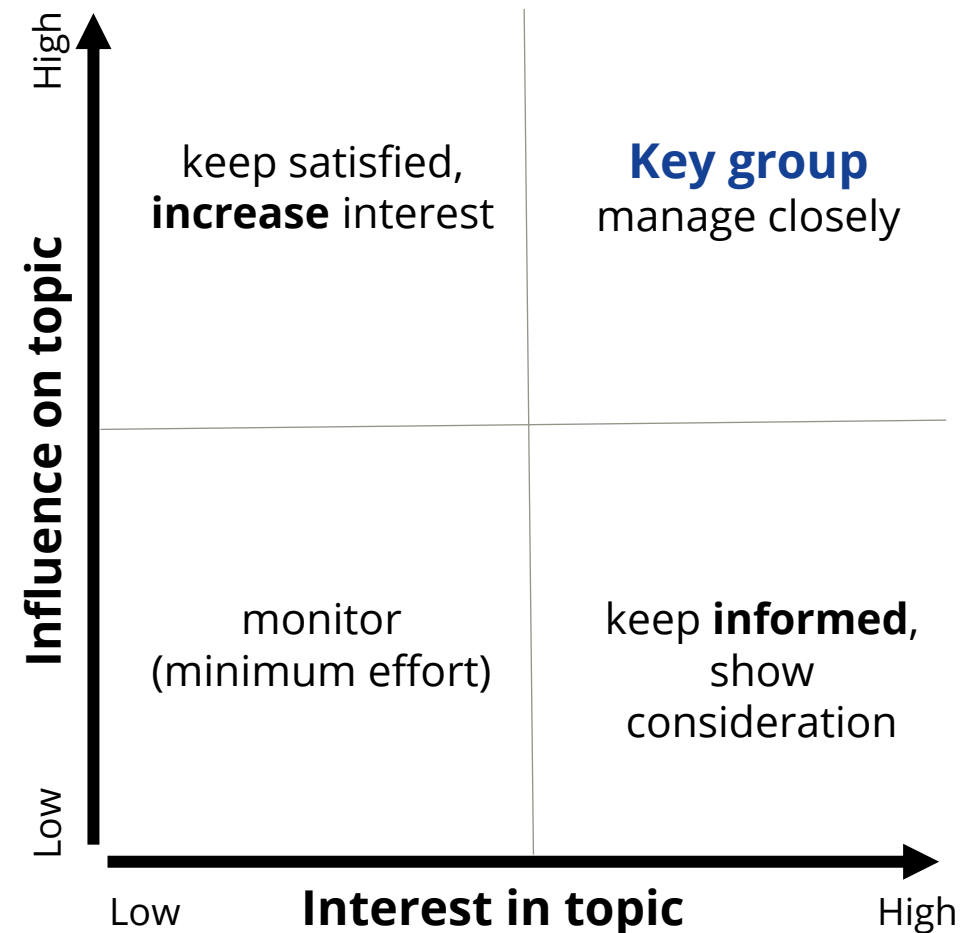 High
keep satisfied,
increase interest
Key group
manage closely
Influence on topic
monitor
(minimum effort)
keep informed,
show
consideration
Low
Low
Interest in topic
High